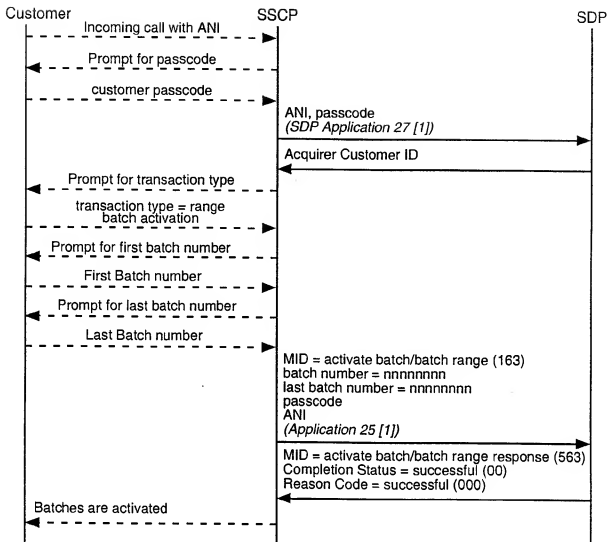 Customer
SSCP
SDP
Incoming call with ANI
Prompt for passcode
customer passcode
ANI, passcode
(SDP Application 27 [1])
Acquirer Customer ID
Prompt for transaction type
transaction type = range
batch activation
Prompt for first batch number
First Batch number
Prompt for last batch number
Last Batch number
MID = activate batch/batch range (163)
batch number = nnnnnnnn
last batch number = nnnnnnnn
passcode
ANI
(Application 25 [1])
MID = activate batch/batch range response (563)
Completion Status = successful (00)
Reason Code = successful (000)
Batches are activated